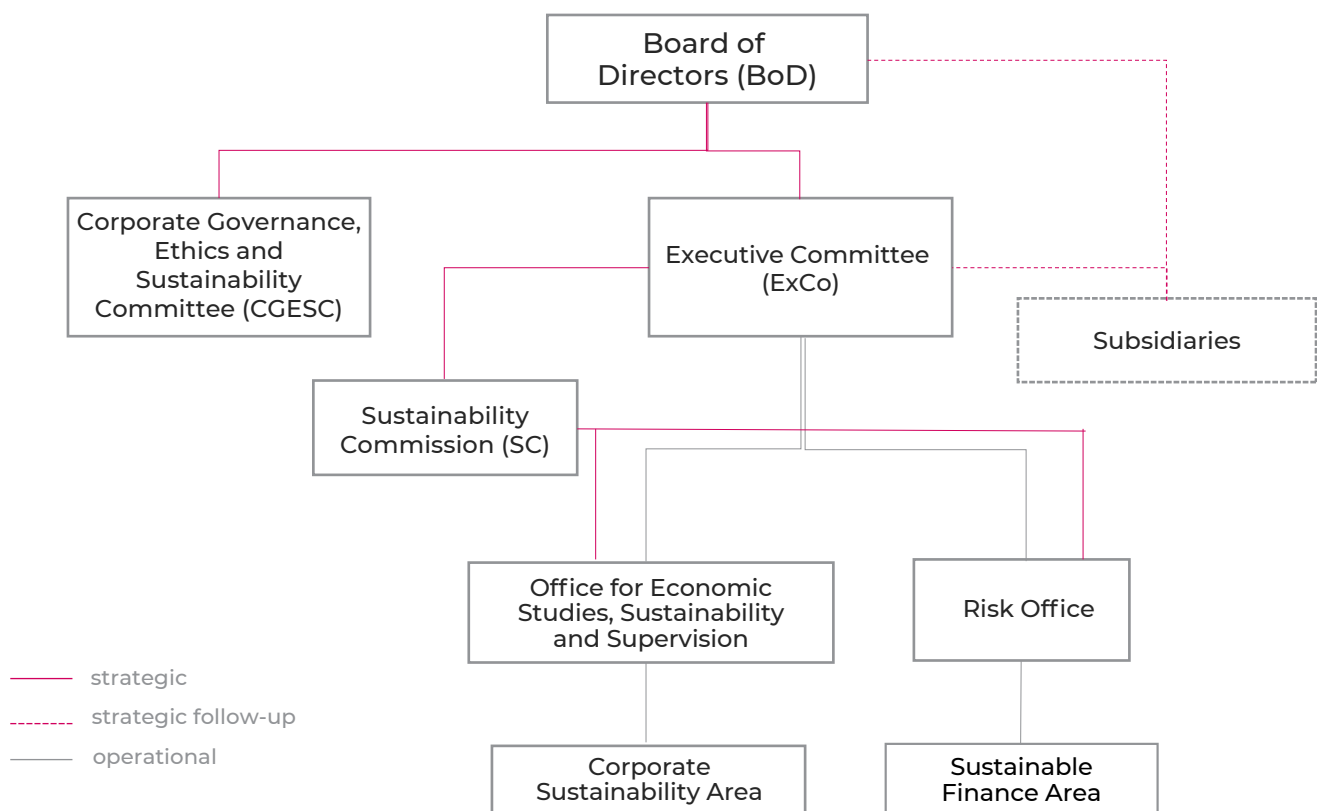 Board of
Directors (BoD)
Corporate Governance,
Ethics and
Sustainability
Committee (CGESC)
Executive Committee
(ExCo)
Subsidiaries
Sustainability
Commission (SC)
Office for Economic
Studies, Sustainability
and Supervision
Risk Office
strategic
strategic follow-up
operational
Corporate
Sustainability Area
Sustainable
Finance Area